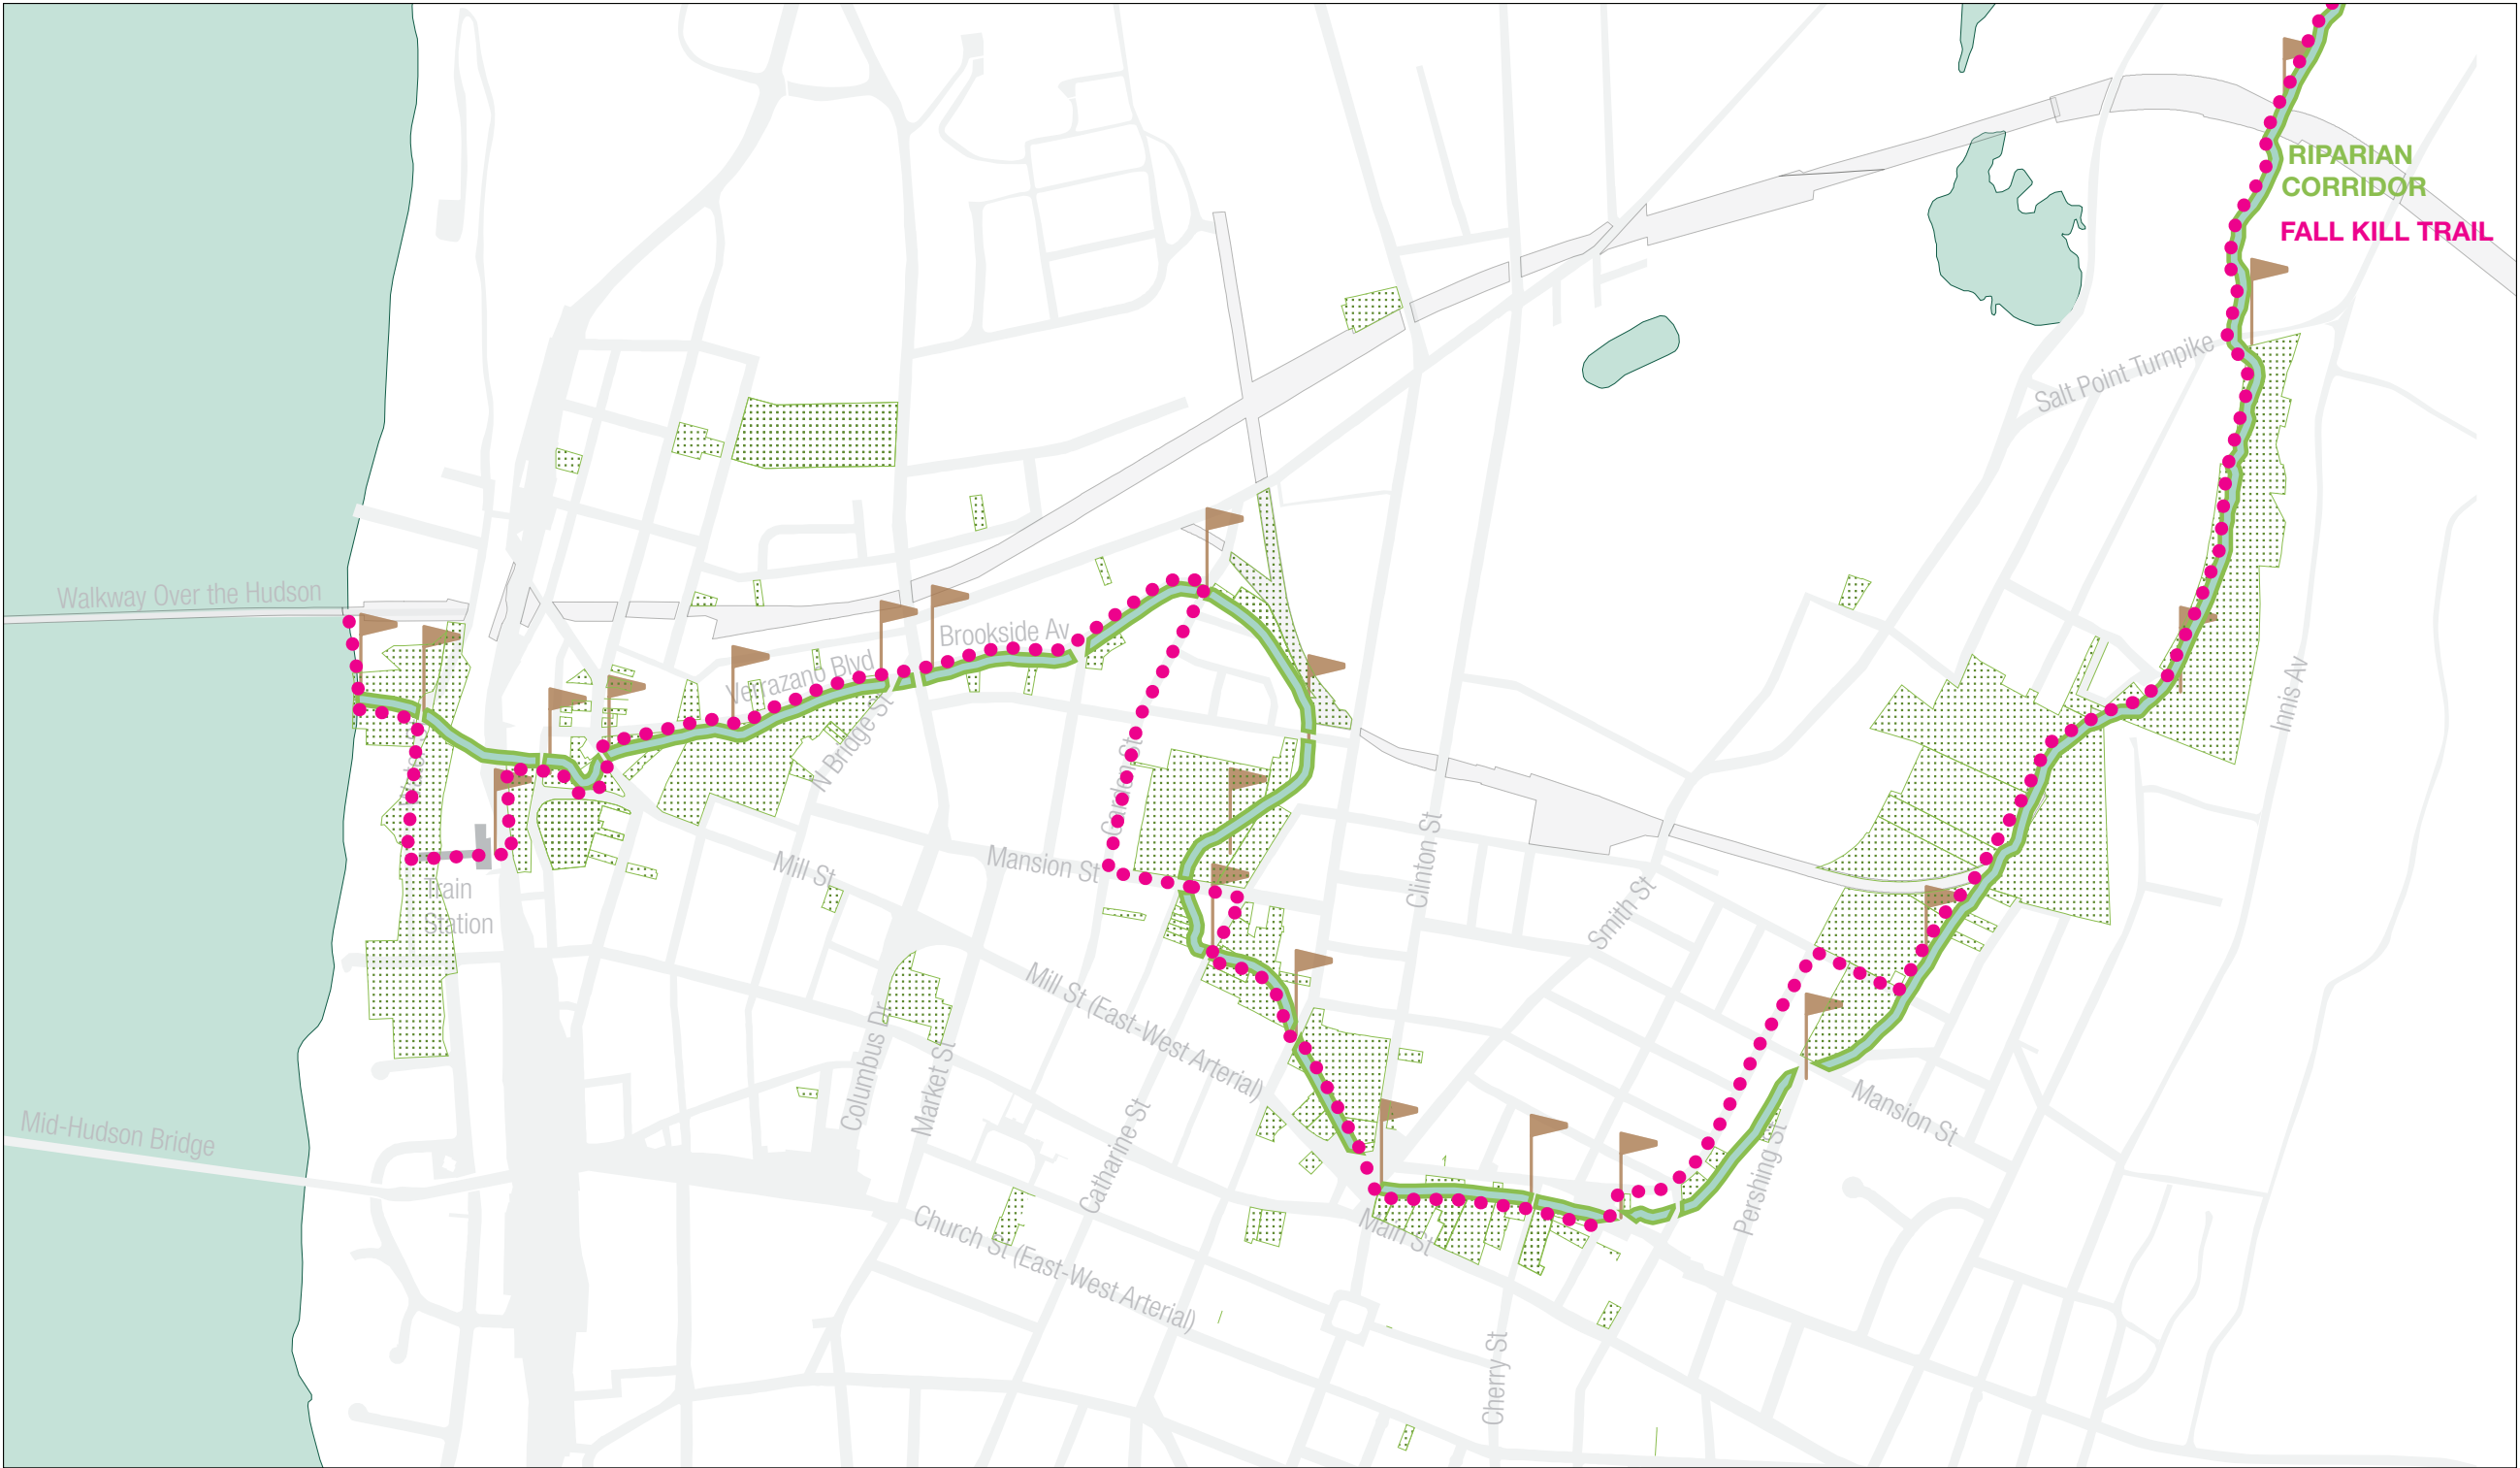 RIPARIAN
CORRIDOR
FALL KILL TRAIL
Salt Point Turnpike
Walkway Over the Hudson
Brookside Av
Verrazano Blvd
Innis Av
N Bridge St
Garden St
Mill St
Mansion St
Clinton St
Smith St
Train
Station
Mill St (East-West Arterial)
Columbus Dr
Market St
Catharine St
Mansion St
Mid-Hudson Bridge
Pershing St
Church St (East-West Arterial)
Main St
Cherry St